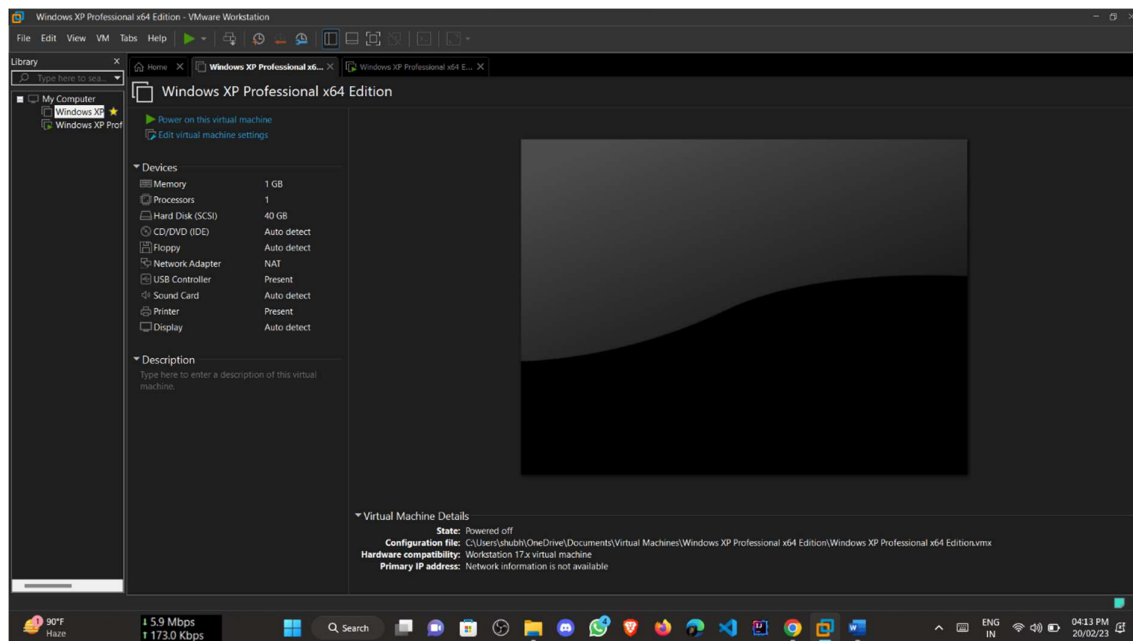 Windows XP Professional x64 Edition - VMware Workstation
File Edit View VM Tabs Help
Library X
Type here to sea...
My Computer
Windows XP
Windows XP Prof
Home X Windows XP Professional x6... X Windows XP Professional x64 E... X
Windows XP Professional x64 Edition
Power on this virtual machine
Edit virtual machine settings
Devices
Memory 1 GB
Processors 1
Hard Disk (SCSI) 40 GB
CD/DVD (IDE) Auto detect
Floppy Auto detect
Network Adapter NAT
USB Controller Present
Sound Card Auto detect
Printer Present
Display Auto detect
Description
Type here to enter a description of this virtual
machine.
Virtual Machine Details
State: Powered off
Configuration file: C:\Users\shubh\OneDrive\Documents\Virtual Machines\Windows XP Professional x64 Edition\Windows XP Professional x64 Edition.vmx
Hardware compatibility: Workstation 17.x virtual machine
Primary IP address: Network information is not available
1 90°F
Haze
↓ 5.9 Mbps
↑ 173.0 Kbps
Search
4
ENG
IN
04:13 PM
20/02/23